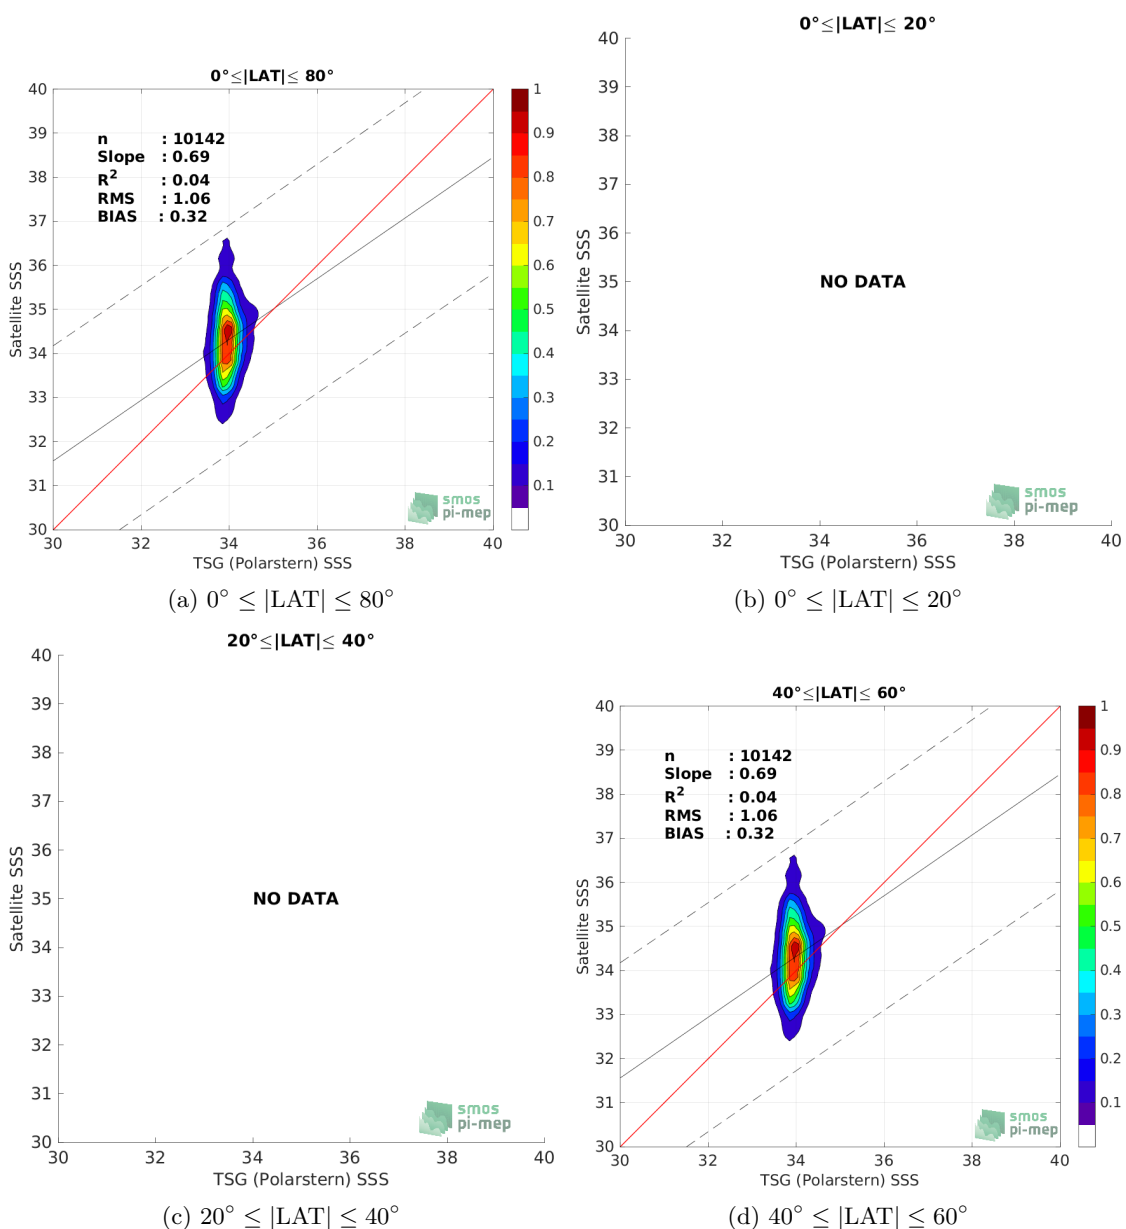 0°≤|LAT|≤ 80°
40
39
38
37
36
35
34
33
32
31
30
Satellite SSS
n : 10142
Slope : 0.69
R² : 0.04
RMS : 1.06
BIAS : 0.32
1
0.9
0.8
0.7
0.6
0.5
0.4
0.3
0.2
0.1
smos
pi-mep
30 32 34 36 38 40
TSG (Polarstern) SSS
(a) 0° ≤ |LAT| ≤ 80°
0°≤|LAT|≤ 20°
40
39
38
37
36
35
34
33
32
31
30
Satellite SSS
NO DATA
smos
pi-mep
30 32 34 36 38 40
TSG (Polarstern) SSS
(b) 0° ≤ |LAT| ≤ 20°
20°≤|LAT|≤ 40°
40
39
38
37
36
35
34
33
32
31
30
Satellite SSS
NO DATA
smos
pi-mep
30 32 34 36 38 40
TSG (Polarstern) SSS
(c) 20° ≤ |LAT| ≤ 40°
40°≤|LAT|≤ 60°
40
39
38
37
36
35
34
33
32
31
30
Satellite SSS
n : 10142
Slope : 0.69
R² : 0.04
RMS : 1.06
BIAS : 0.32
1
0.9
0.8
0.7
0.6
0.5
0.4
0.3
0.2
0.1
smos
pi-mep
30 32 34 36 38 40
TSG (Polarstern) SSS
(d) 40° ≤ |LAT| ≤ 60°